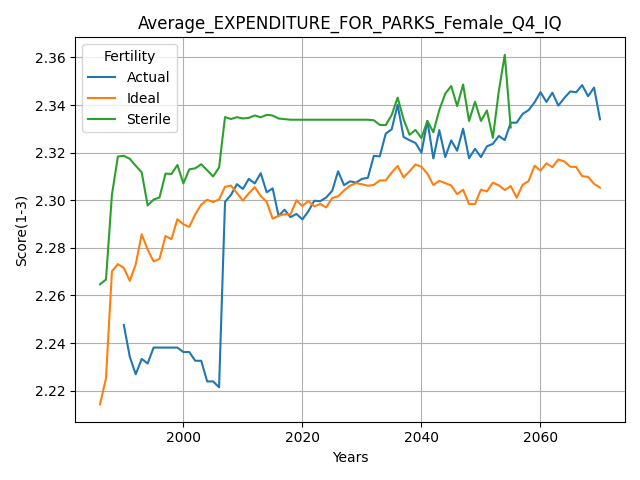 Average_EXPENDITURE_FOR_PARKS_Female_Q4_IQ
Fertility
Actual
Ideal
Sterile
Score(1-3)
2.36
2.34
2.32
2.30
2.28
2.26
2.24
2.22
2000
2020
2040
2060
Years